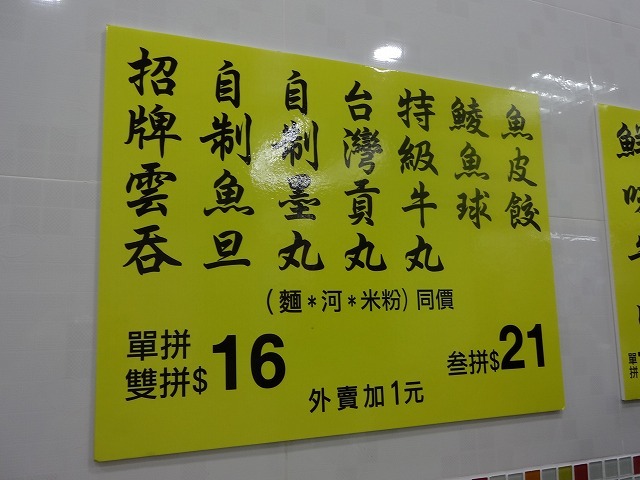 招牌雲吞
自制魚旦
自制墨丸
台灣貢丸
特級牛丸
鯪魚球
魚皮餃
(麵*河*米粉)同價
單拼
雙拼$16
叁拼$21
外賣加1元
單
拼